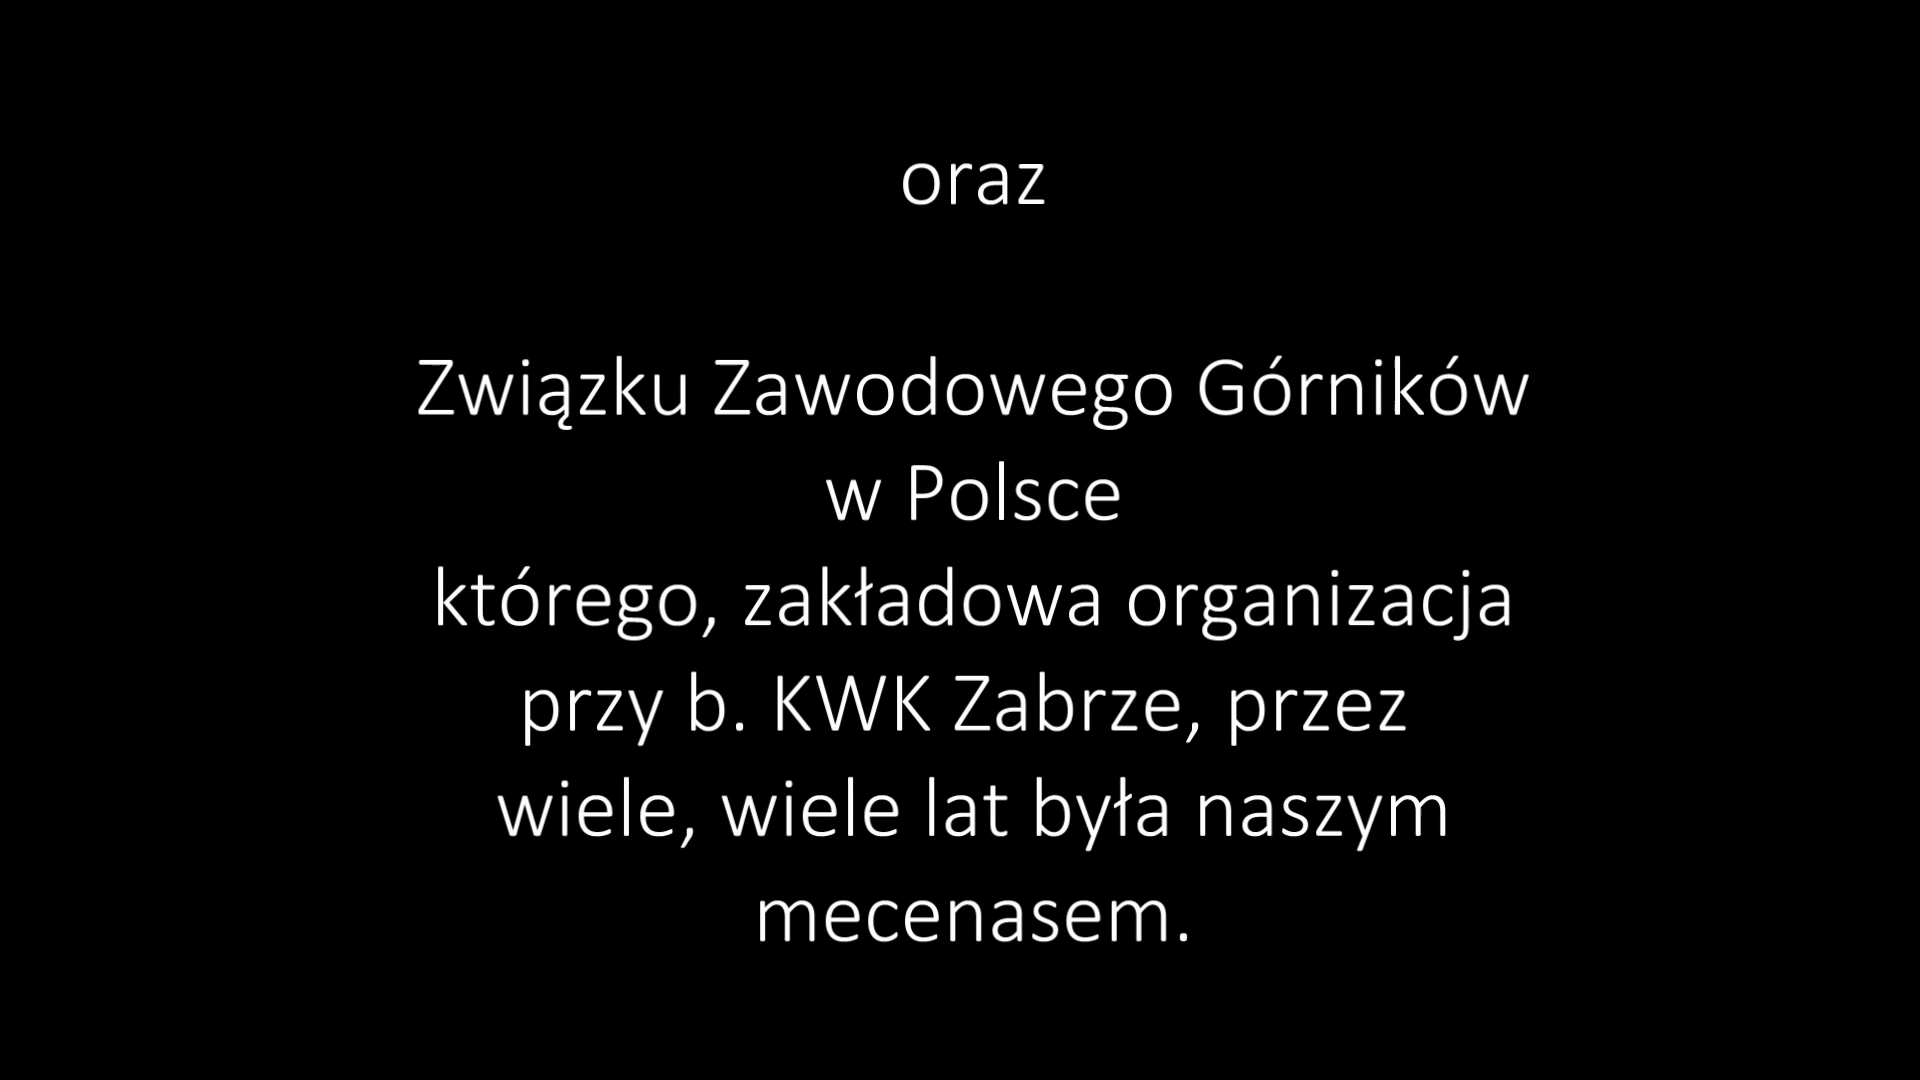 oraz
Związku Zawodowego Górników
w Polsce
którego, zakładowa organizacja
przy b. KWK Zabrze, przez
wiele, wiele lat była naszym
mecenasem.